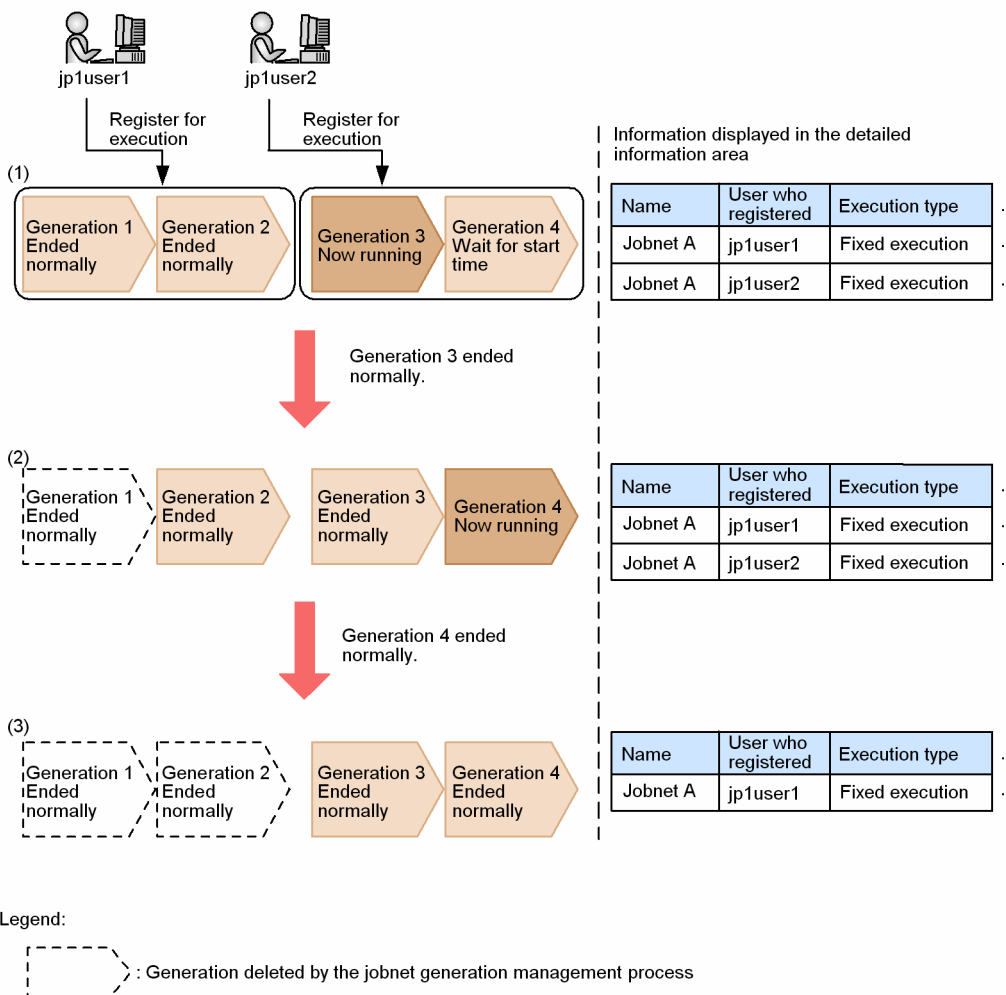 jp1user1
jp1user2
Register for
execution
Register for
execution
Information displayed in the detailed
information area
(1)
Generation 1
Ended
normally
Generation 2
Ended
normally
Generation 3
Now running
Generation 4
Wait for start
time
Name
User who
registered
Execution type
Jobnet A
jp1user1
Fixed execution
Jobnet A
jp1user2
Fixed execution
Generation 3 ended
normally.
(2)
Generation 1
Ended
normally
Generation 2
Ended
normally
Generation 3
Ended
normally
Generation 4
Now running
Name
User who
registered
Execution type
Jobnet A
jp1user1
Fixed execution
Jobnet A
jp1user2
Fixed execution
Generation 4 ended
normally.
(3)
Generation 1
Ended
normally
Generation 2
Ended
normally
Generation 3
Ended
normally
Generation 4
Ended
normally
Name
User who
registered
Execution type
Jobnet A
jp1user1
Fixed execution
Legend:
: Generation deleted by the jobnet generation management process